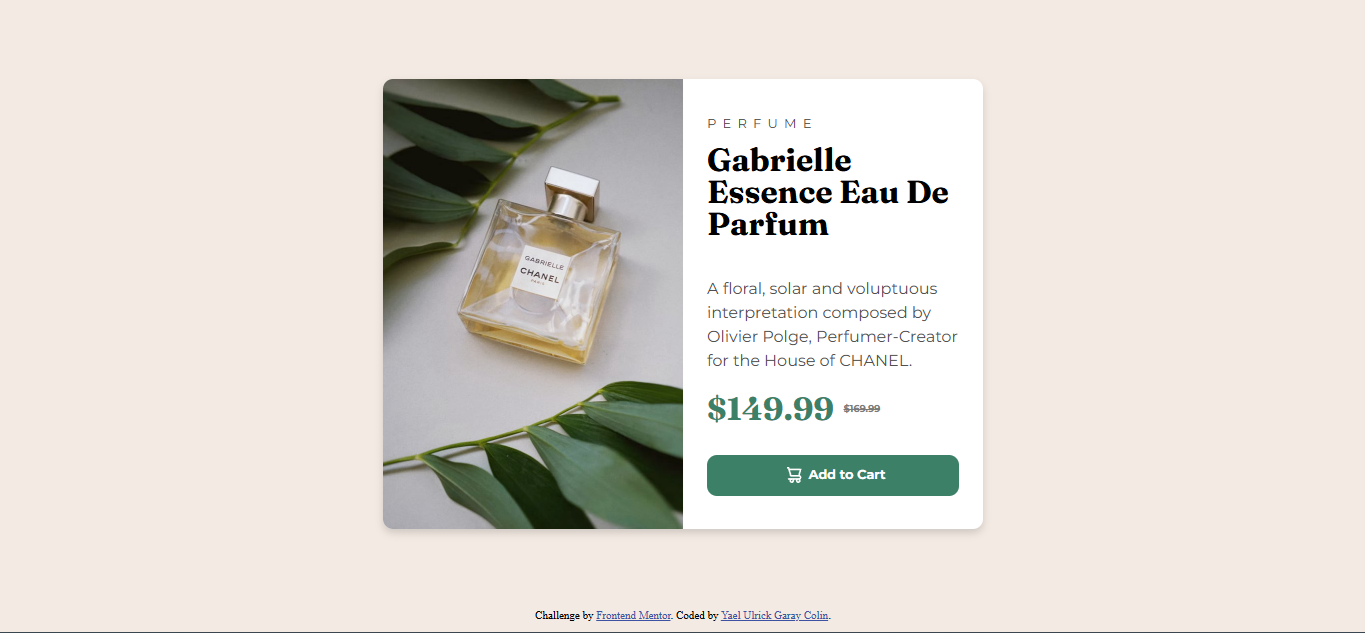 GABRIELLE
CHANEL
PARIS
PERFUME
Gabrielle
Essence Eau De
Parfum
A floral, solar and voluptuous
interpretation composed by
Olivier Polge, Perfumer-Creator
for the House of CHANEL.
$149.99 $169.99
Add to Cart
Challenge by Frontend Mentor. Coded by Yael Ulrick Garay Colin.